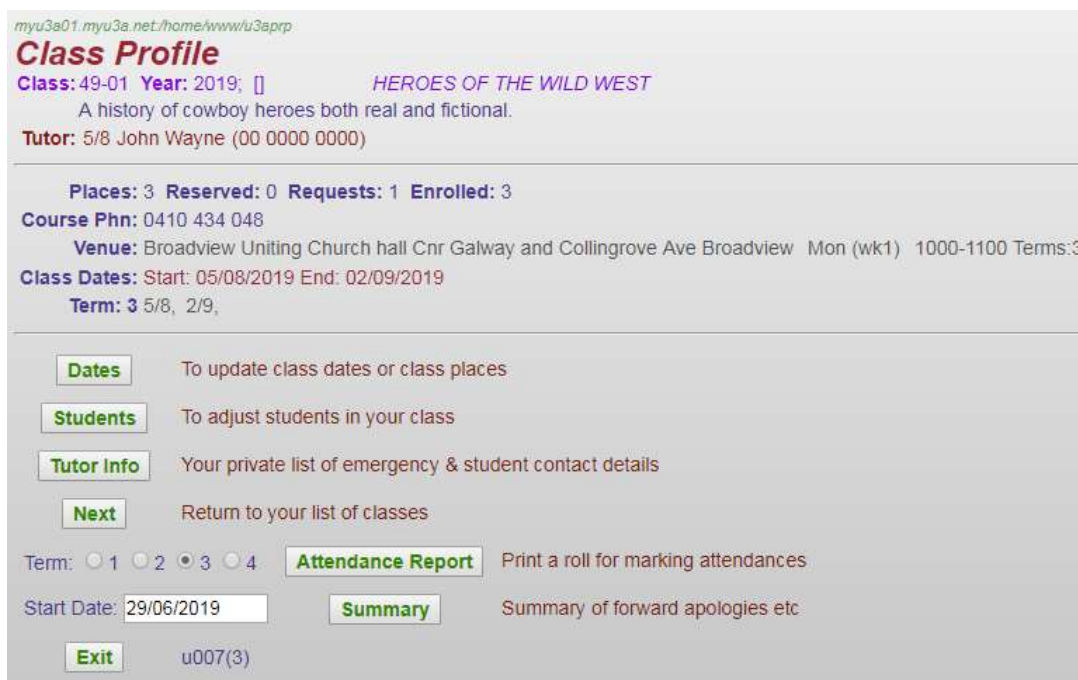 myu3a01.myu3a.net:/home/www/u3aprp
Class Profile
Class: 49-01 Year: 2019; [] HEROES OF THE WILD WEST
A history of cowboy heroes both real and fictional.
Tutor: 5/8 John Wayne (00 0000 0000)
Places: 3 Reserved: 0 Requests: 1 Enrolled: 3
Course Phn: 0410 434 048
Venue: Broadview Uniting Church hall Cnr Galway and Collingrove Ave Broadview Mon (wk1) 1000-1100 Terms:3
Class Dates: Start: 05/08/2019 End: 02/09/2019
Term: 3 5/8, 2/9,
Dates To update class dates or class places
Students To adjust students in your class
Tutor Info Your private list of emergency & student contact details
Next Return to your list of classes
Term: 1 2 3 4 Attendance Report Print a roll for marking attendances
Start Date: 29/06/2019 Summary Summary of forward apologies etc
Exit u007(3)